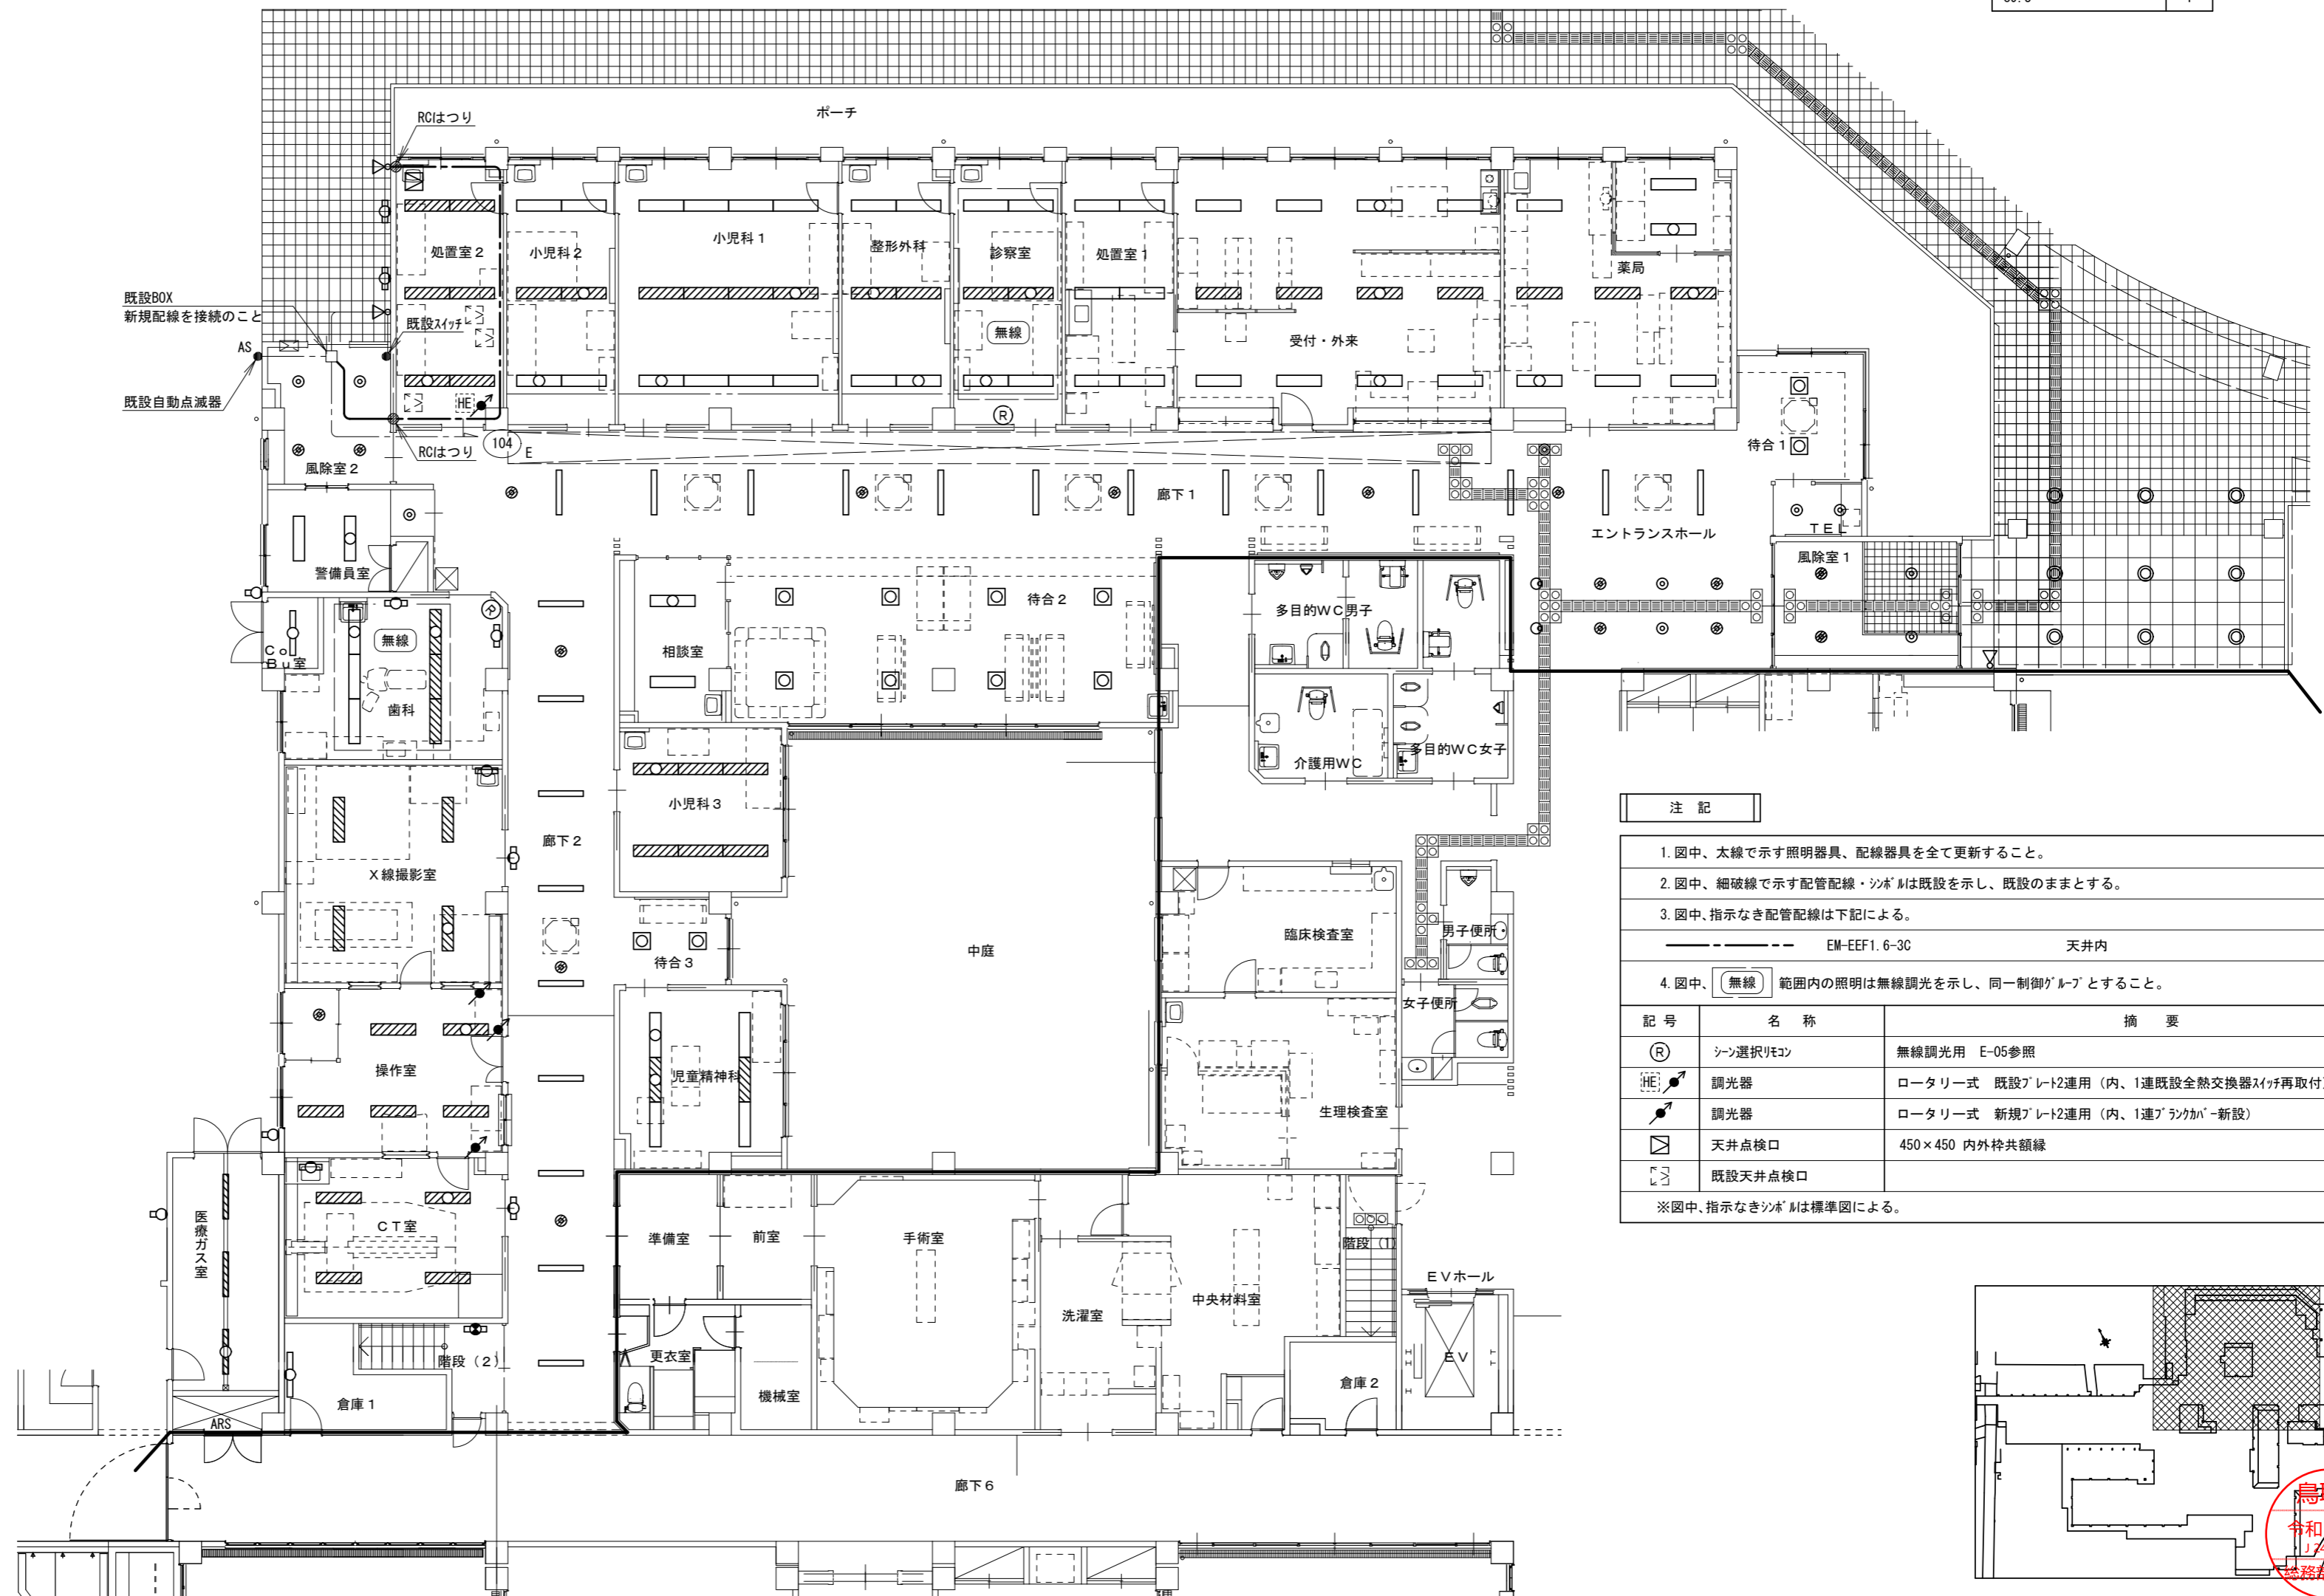 ポーチ
RCはつり
処置室2
小児科2
小児科1
整形外科
診察室
処置室1
薬局
受付・外来
無線
既設BOX
新規配線を接続のこと
既設スイッチ
AS
既設自動点滅器
HE
R
104
E
RCはつり
風除室2
待合1
廊下1
エントランスホール
TEL
風除室1
警備員室
R
無線
Co
Bu室
歯科
相談室
待合2
多目的WC男子
介護用WC
多目的WC女子
小児科3
廊下2
X線撮影室
待合3
中庭
臨床検査室
男子便所
女子便所
操作室
児童精神科
生理検査室
医療ガス室
CT室
準備室
前室
手術室
階段(1)
EVホール
中央材料室
洗濯室
階段(2)
更衣室
機械室
倉庫1
倉庫2
EV
ARS
廊下6
注 記
1.図中、太線で示す照明器具、配線器具を全て更新すること。
2.図中、細破線で示す配管配線・シンボルは既設を示し、既設のままとする。
3.図中、指示なき配管配線は下記による。
EM-EEF1.6-3C 天井内
4.図中、 無線 範囲内の照明は無線調光を示し、同一制御グループとすること。
記号 名称 摘要
R シーン選択リモコン 無線調光用 E-05参照
HE 調光器 ロータリー式 既設プレート2連用(内、1連既設全熱交換器スイッチ再取付
調光器 ロータリー式 新規プレート2連用(内、1連ブランクカバー新設)
天井点検口 450×450 内外枠共額縁
既設天井点検口
※図中、指示なきシンボルは標準図による。
令和